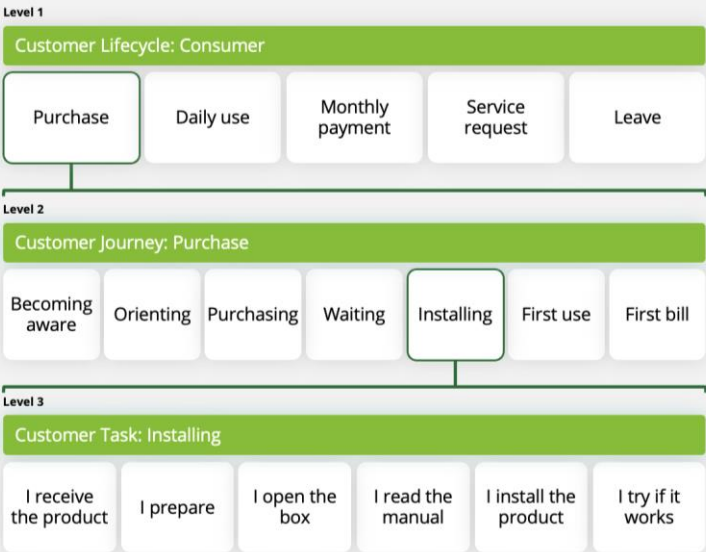 Level 1
Customer Lifecycle: Consumer
Purchase
Daily use
Monthly
payment
Service
request
Leave
Level 2
Customer Journey: Purchase
Becoming
aware
Orienting
Purchasing
Waiting
Installing
First use
First bill
Level 3
Customer Task: Installing
I receive
the product
I prepare
I open the
box
I read the
manual
I install the
product
I try if it
works